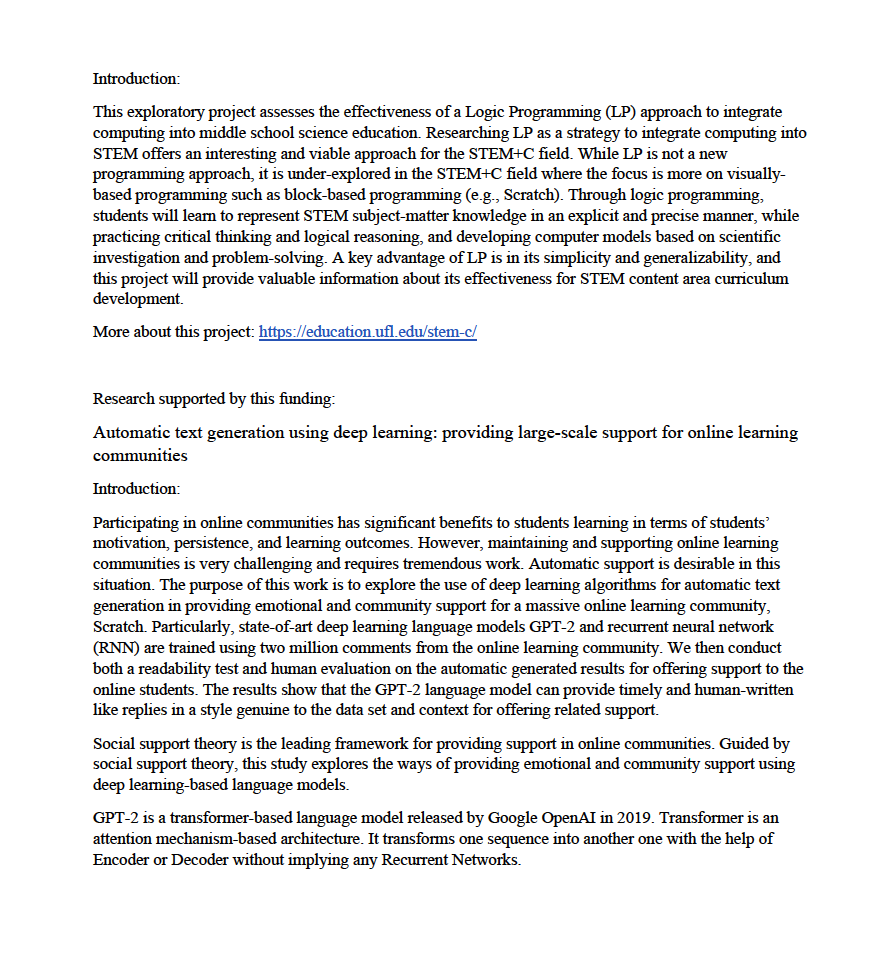 Introduction:
This exploratory project assesses the effectiveness of a Logic Programming (LP) approach to integrate
computing into middle school science education. Researching LP as a strategy to integrate computing into
STEM offers an interesting and viable approach for the STEM+C field. While LP is not a new
programming approach, it is under-explored in the STEM+C field where the focus is more on visually-
based programming such as block-based programming (e.g., Scratch). Through logic programming,
students will learn to represent STEM subject-matter knowledge in an explicit and precise manner, while
practicing critical thinking and logical reasoning, and developing computer models based on scientific
investigation and problem-solving. A key advantage of LP is in its simplicity and generalizability, and
this project will provide valuable information about its effectiveness for STEM content area curriculum
development.
More about this project: https://education.ufl.edu/stem-c/
Research supported by this funding:
Automatic text generation using deep learning: providing large-scale support for online learning
communities
Introduction:
Participating in online communities has significant benefits to students learning in terms of students’
motivation, persistence, and learning outcomes. However, maintaining and supporting online learning
communities is very challenging and requires tremendous work. Automatic support is desirable in this
situation. The purpose of this work is to explore the use of deep learning algorithms for automatic text
generation in providing emotional and community support for a massive online learning community,
Scratch. Particularly, state-of-art deep learning language models GPT-2 and recurrent neural network
(RNN) are trained using two million comments from the online learning community. We then conduct
both a readability test and human evaluation on the automatic generated results for offering support to the
online students. The results show that the GPT-2 language model can provide timely and human-written
like replies in a style genuine to the data set and context for offering related support.
Social support theory is the leading framework for providing support in online communities. Guided by
social support theory, this study explores the ways of providing emotional and community support using
deep learning-based language models.
GPT-2 is a transformer-based language model released by Google OpenAI in 2019. Transformer is an
attention mechanism-based architecture. It transforms one sequence into another one with the help of
Encoder or Decoder without implying any Recurrent Networks.